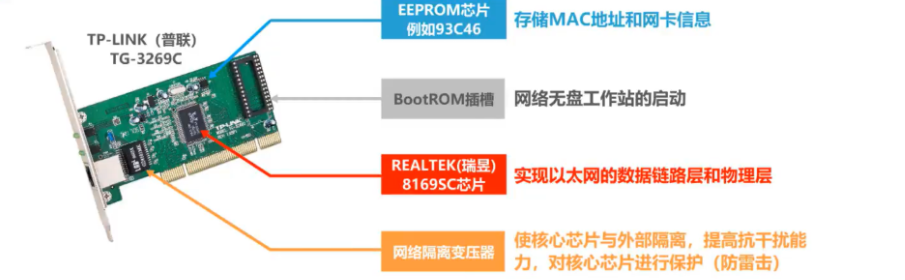 TP-LINK（普联）
TG-3269C
EEPROM芯片
例如93C46
存储MAC地址和网卡信息
BootROM插槽
网络无盘工作站的启动
REALTEK(瑞昱)
8169SC芯片
实现以太网的数据链路层和物理层
网络隔离变压器
使核心芯片与外部隔离，提高抗干扰能
力，对核心芯片进行保护（防雷击）
TP-LINK